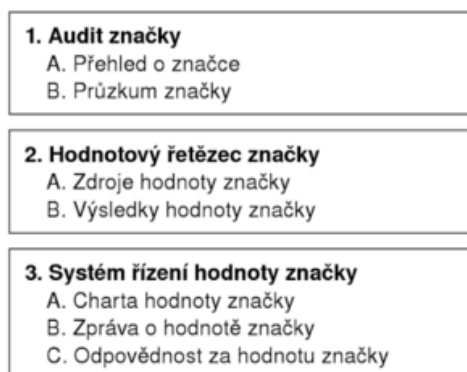 1. Audit značky
A. Přehled o značce
B. Průzkum značky
2. Hodnotový řetězec značky
A. Zdroje hodnoty značky
B. Výsledky hodnoty značky
3. Systém řízení hodnoty značky
A. Charta hodnoty značky
B. Zpráva o hodnotě značky
C. Odpovědnost za hodnotu značky